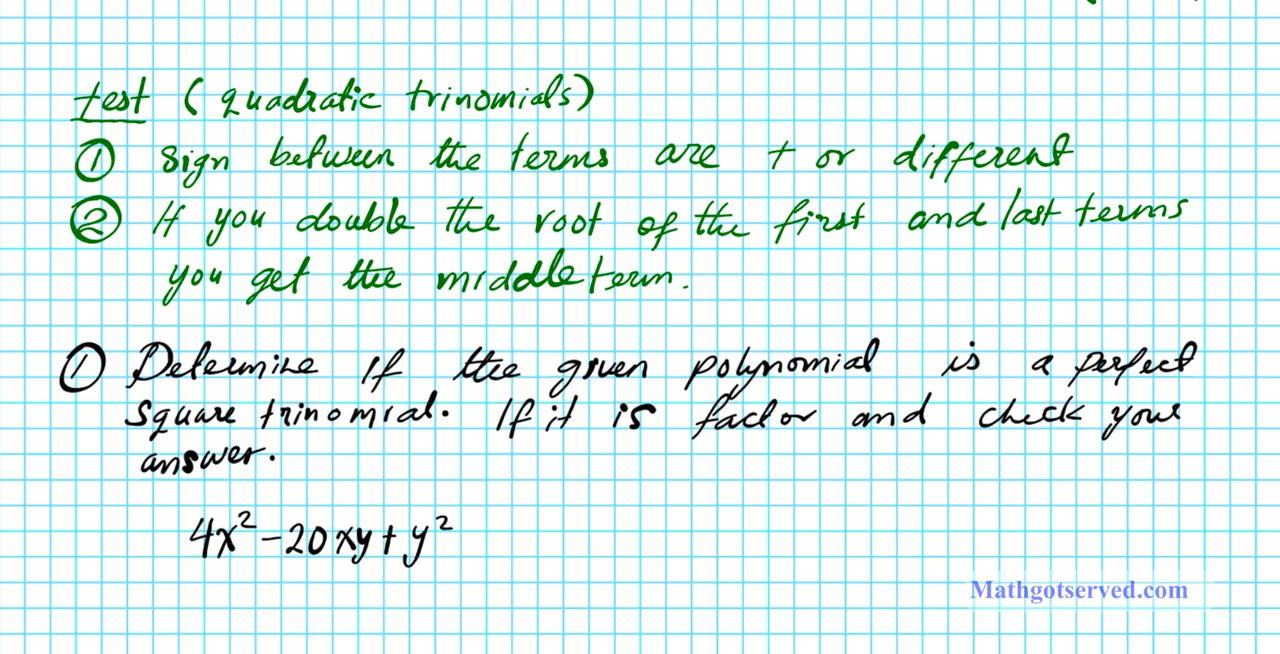 test (quadratic trinomials)
① Sign between the terms are + or different
② If you double the root of the first and last terms
you get the middle term.
① Determine if the given polynomial is a perfect
square trinomial. If it is factor and check your
answer.
4x² - 20xy + y²
Mathgotserved.com